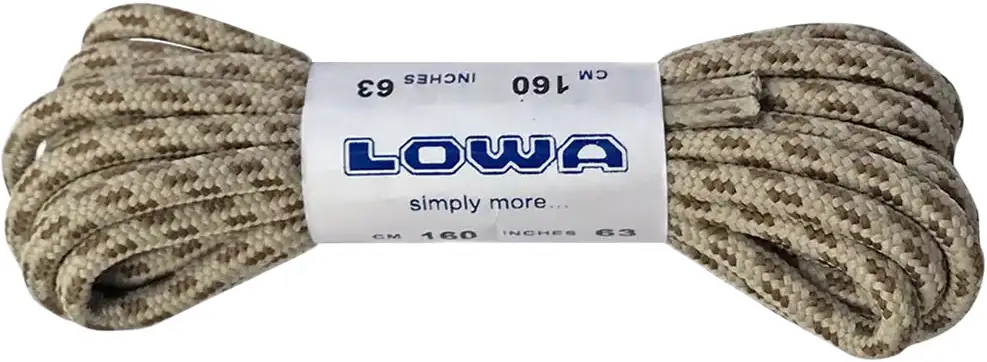 CM 160 INCHES 63
LOWA
simply more...
CM 160 INCHES 63